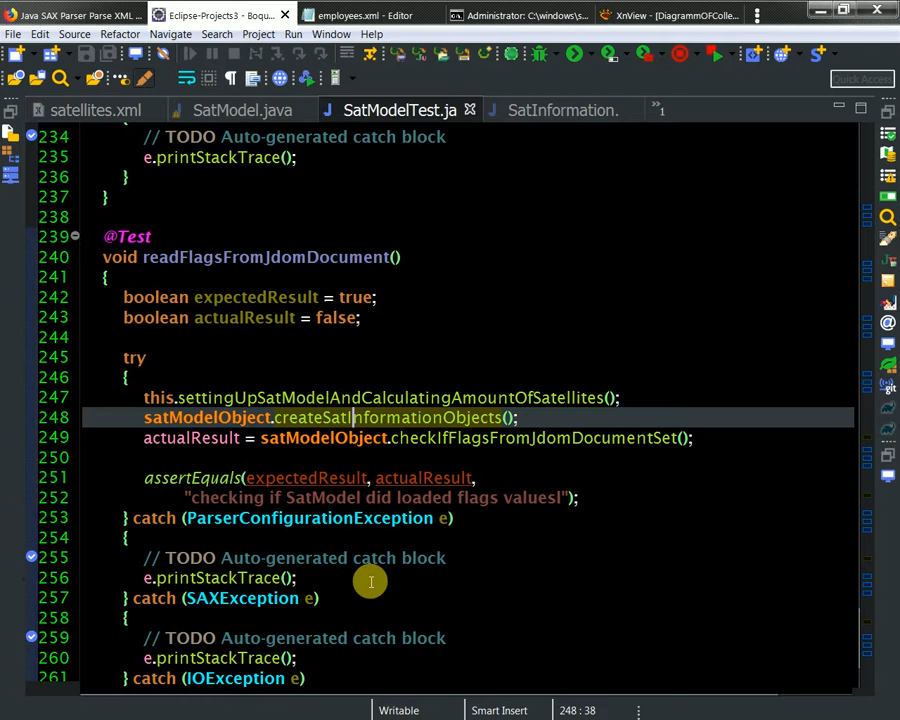 Java SAX Parser Parse XML ... Eclipse-Projects3 - Boqu... employees.xml - Editor Administrator: C:\windows\s... XnView - [DiagrammOFColle...
File Edit Source Refactor Navigate Search Project Run Window Help
Quick Access
satellites.xml SatModel.java SatModelTest.ja SatInformation. »1
234 // TODO Auto-generated catch block
235 e.printStackTrace();
236 }
237 }
238
239 @Test
240 void readFlagsFromJdomDocument()
241 {
242 boolean expectedResult = true;
243 boolean actualResult = false;
244
245 try
246 {
247 this.settingUpSatModelAndCalculatingAmountOfSatellites();
248 satModelObject.createSatInformationObjects();
249 actualResult = satModelObject.checkIfFlagsFromJdomDocumentSet();
250
251 assertEquals(expectedResult, actualResult,
252 "checking if SatModel did loaded flags valuesl");
253 } catch (ParserConfigurationException e)
254 {
255 // TODO Auto-generated catch block
256 e.printStackTrace();
257 } catch (SAXException e)
258 {
259 // TODO Auto-generated catch block
260 e.printStackTrace();
261 } catch (IOException e)
Writable Smart Insert 248 : 38